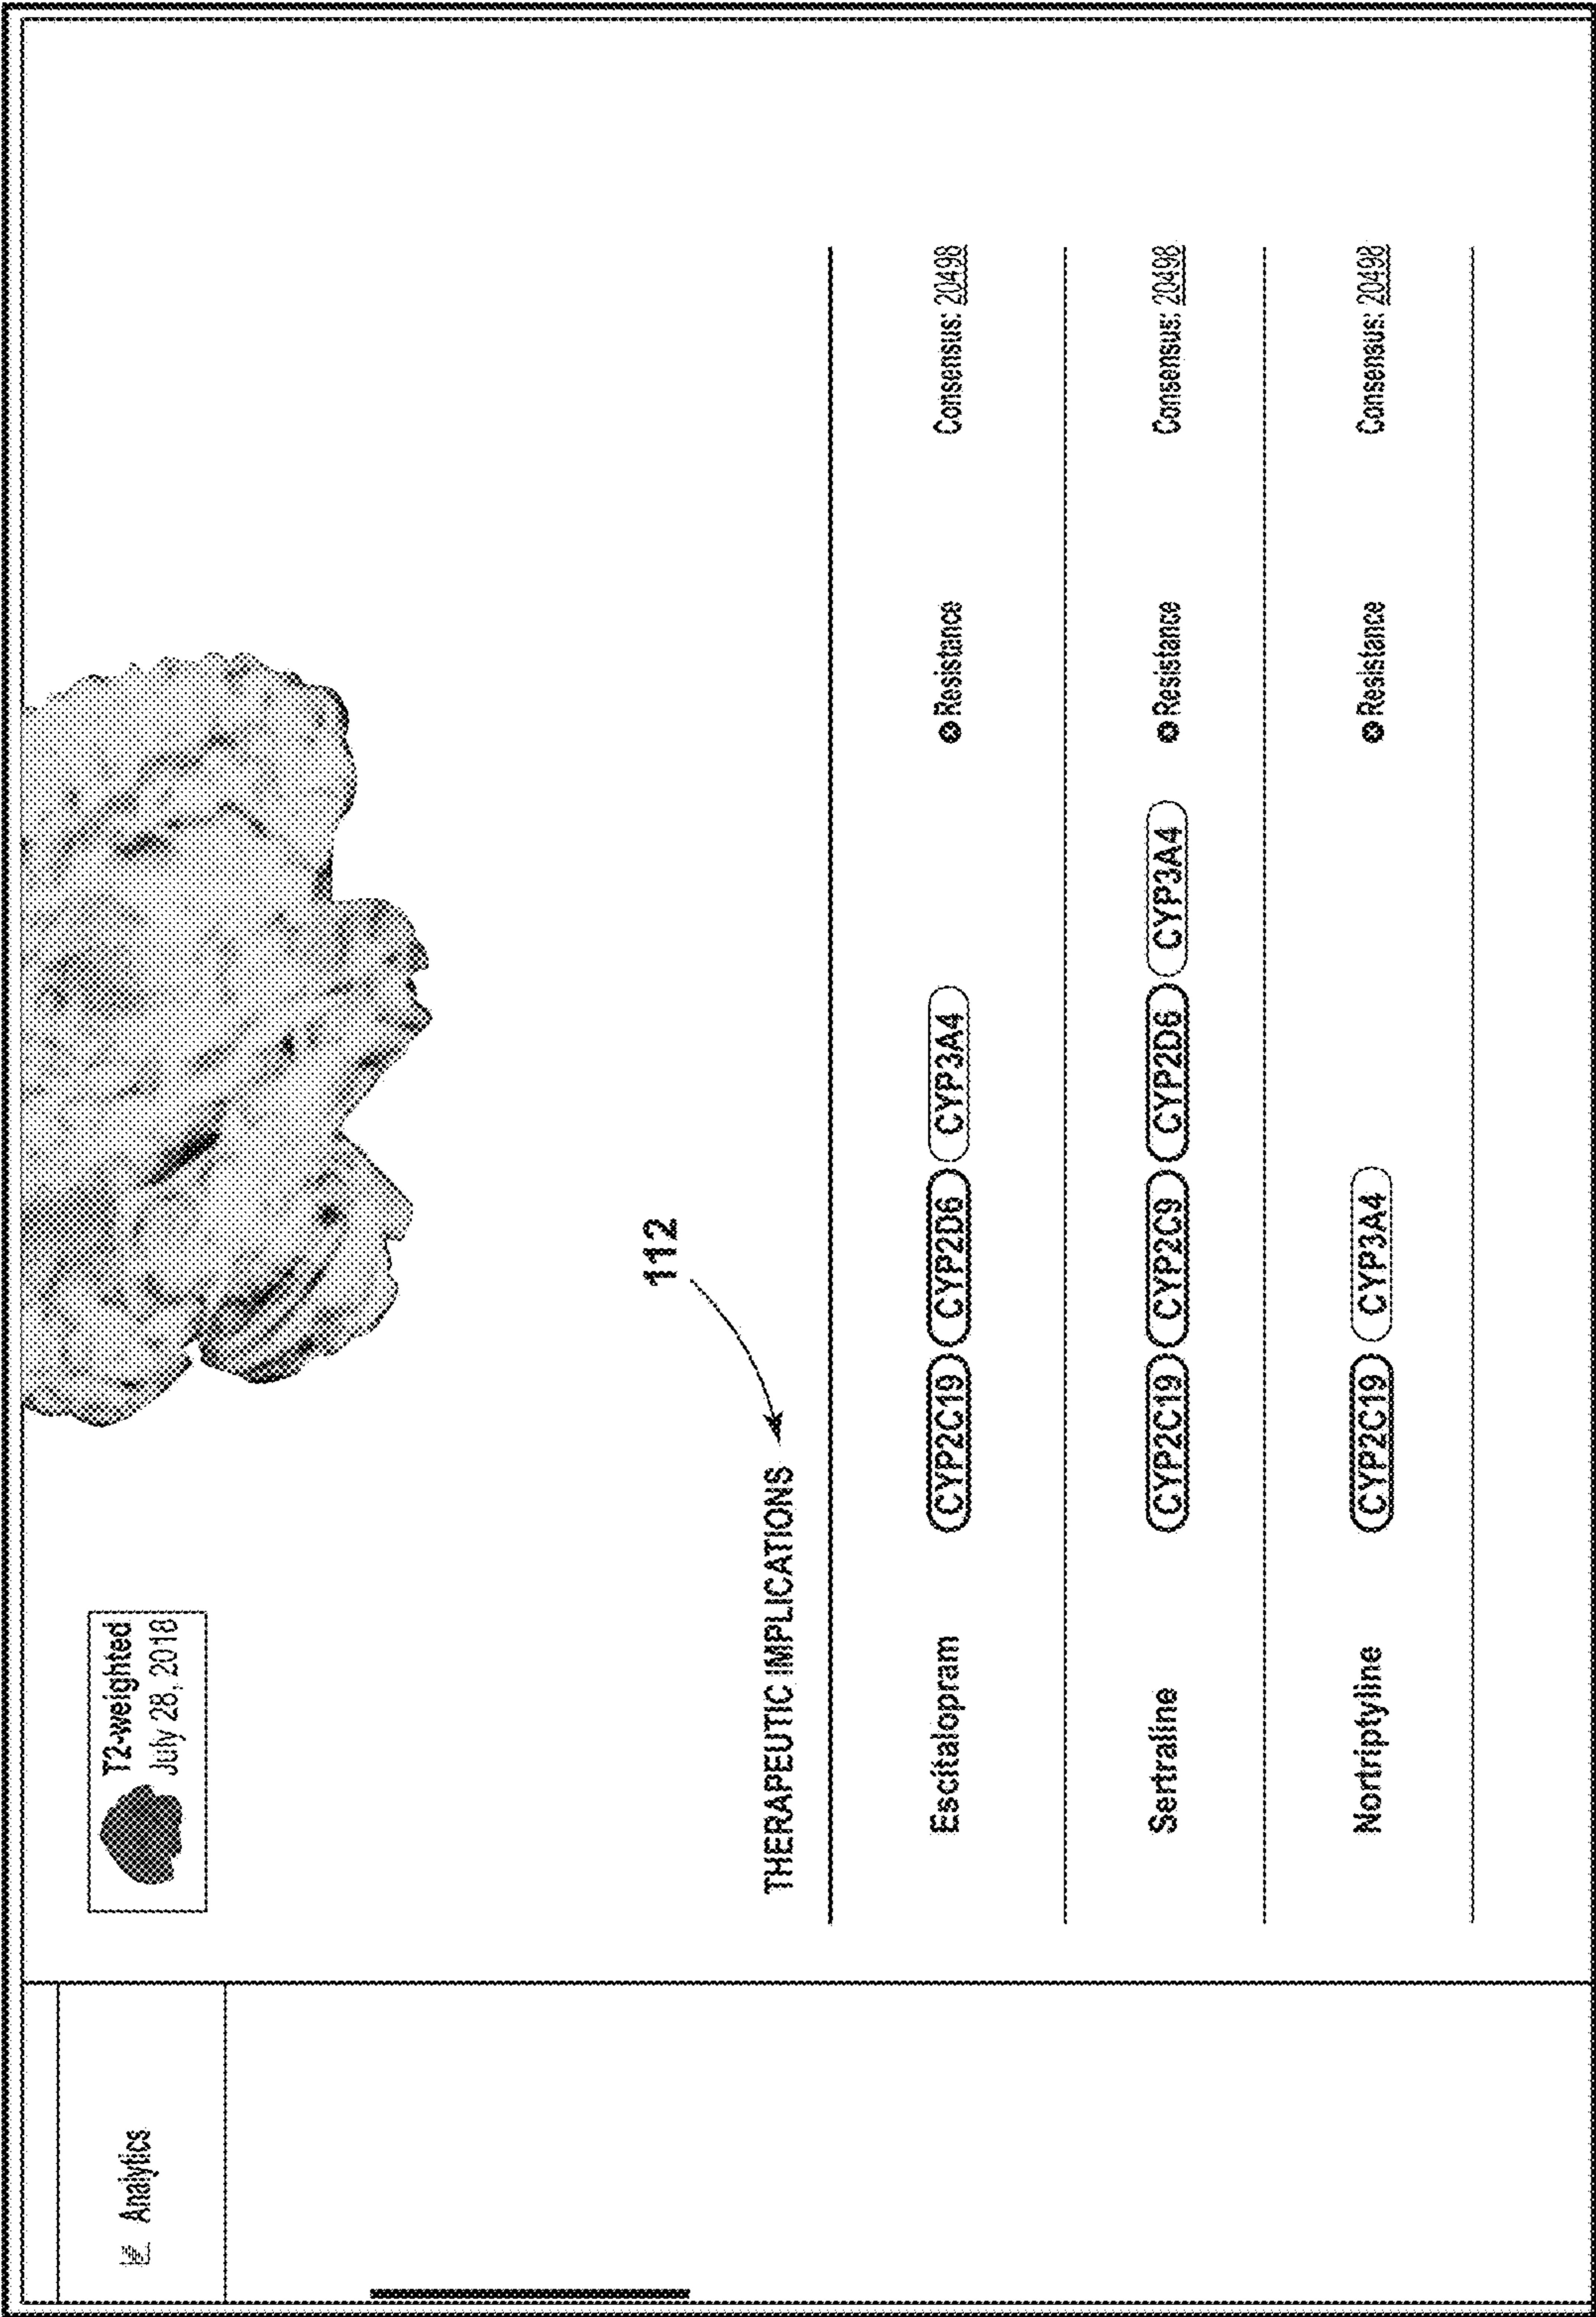 Analytics
T2-weighted
July 28, 2018
112
THERAPEUTIC IMPLICATIONS
Escitalopram CYP2C19 CYP2D6 CYP3A4 Resistance Consensus: 20498
Sertraline CYP2C19 CYP2C9 CYP2D6 CYP3A4 Resistance Consensus: 20498
Nortriptyline CYP2C19 CYP3A4 Resistance Consensus: 20498